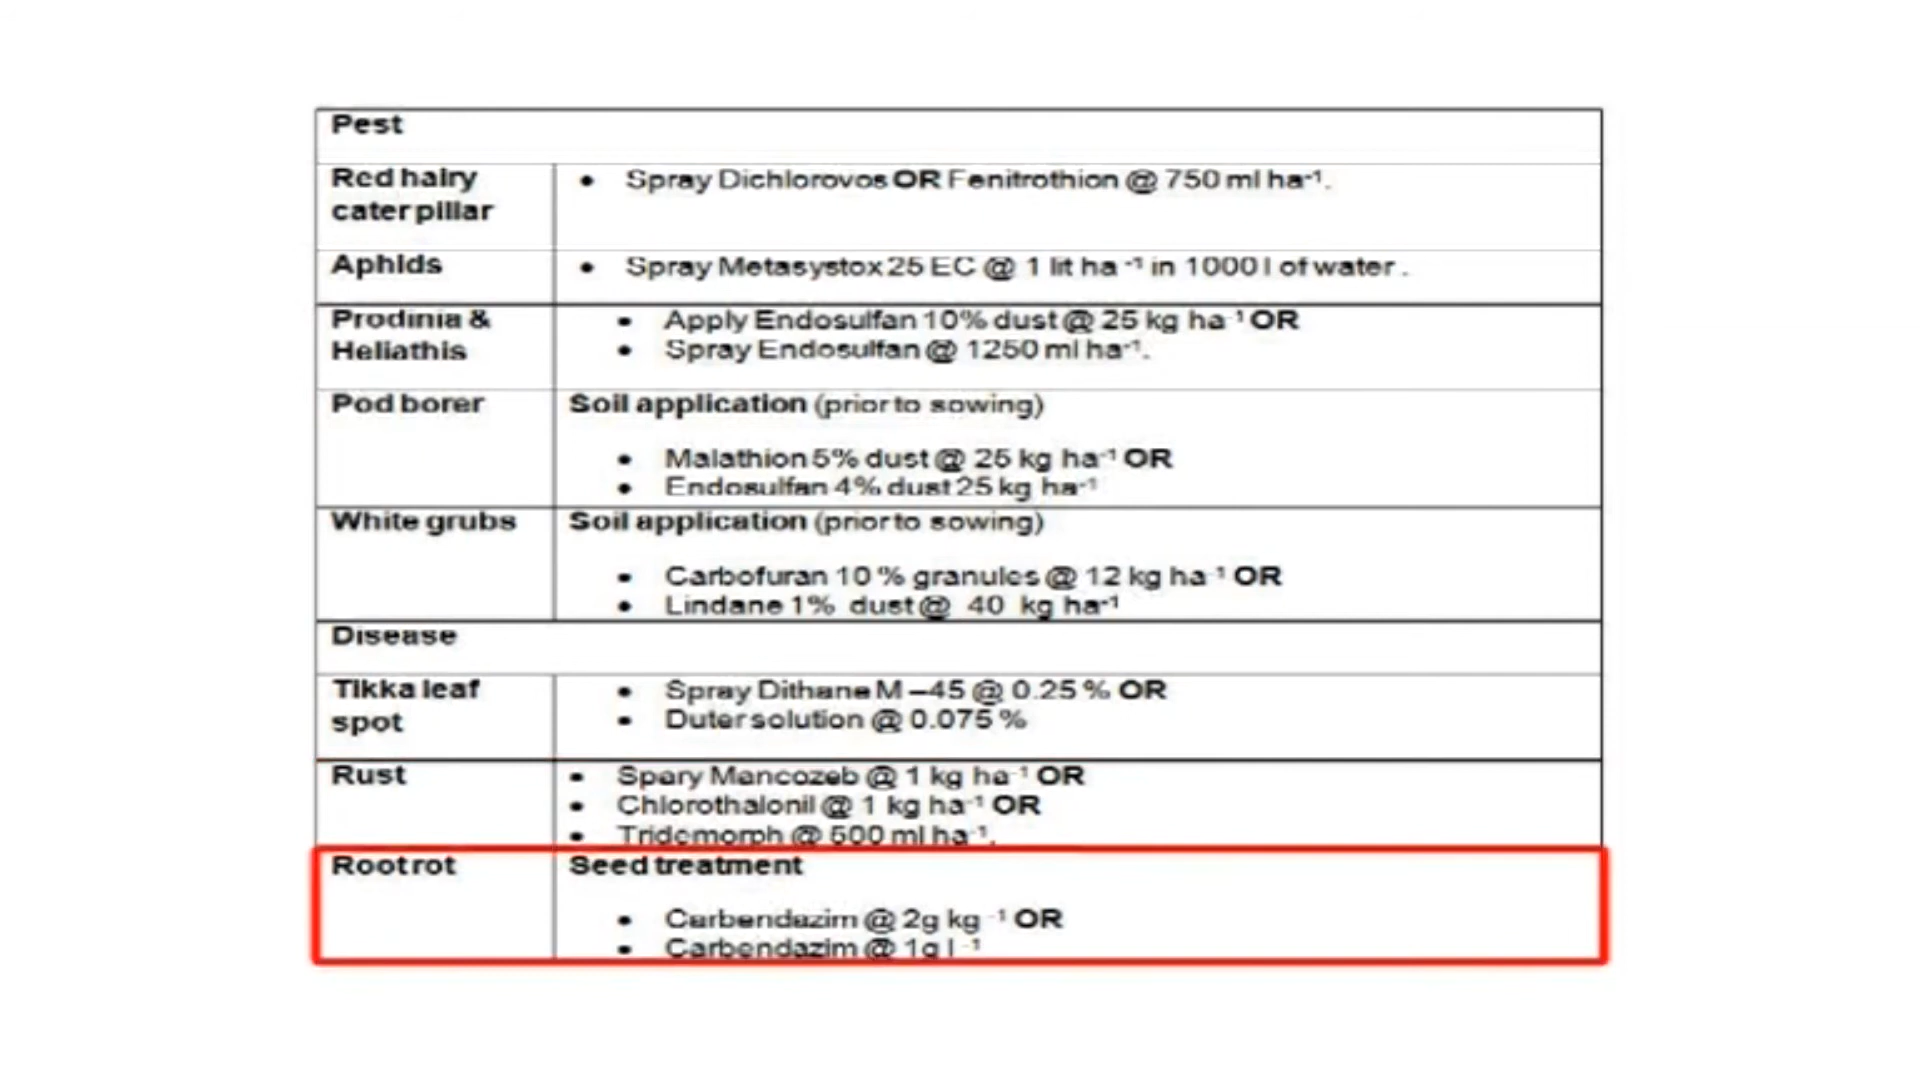 Pest
Red hairy
caterpillar
• Spray Dichlorovos OR Fenitrothion @ 750 ml ha-1.
Aphids
• Spray Metasystox 25 EC @ 1 lit ha -1 in 1000 l of water .
Prodinia &
Heliathis
• Apply Endosulfan 10% dust @ 25 kg ha-1 OR
• Spray Endosulfan @ 1250 ml ha-1.
Pod borer
Soil application (prior to sowing)
• Malathion 5% dust @ 25 kg ha-1 OR
• Endosulfan 4% dust 25 kg ha-1
White grubs
Soil application (prior to sowing)
• Carbofuran 10 % granules @ 12 kg ha-1 OR
• Lindane 1% dust @ 40 kg ha-1
Disease
Tikka leaf
spot
• Spray Dithane M –45 @ 0.25 % OR
• Duter solution @ 0.075 %
Rust
• Spary Mancozeb @ 1 kg ha-1 OR
• Chlorothalonil @ 1 kg ha-1 OR
• Tridemorph @ 500 ml ha-1.
Root rot
Seed treatment
• Carbendazim @ 2g kg -1 OR
• Carbendazim @ 1g l -1